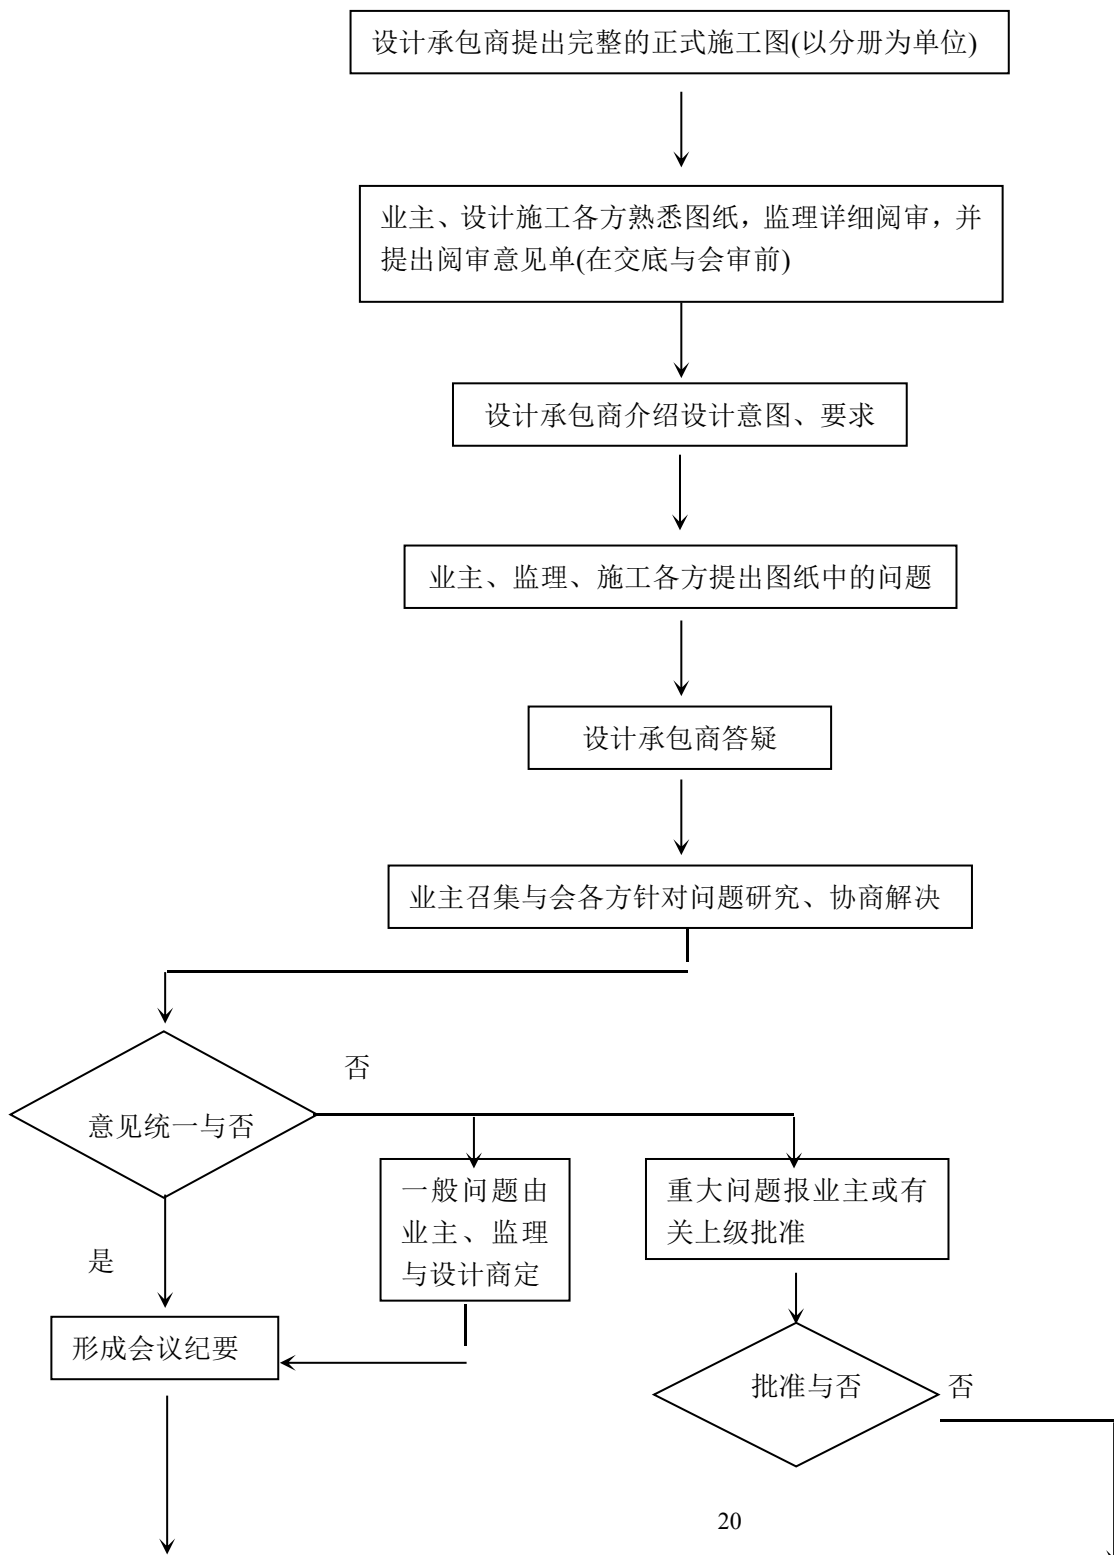 设计承包商提出完整的正式施工图(以分册为单位)
业主、设计施工各方熟悉图纸，监理详细阅审，并
提出阅审意见单(在交底与会审前)
设计承包商介绍设计意图、要求
业主、监理、施工各方提出图纸中的问题
设计承包商答疑
业主召集与会各方针对问题研究、协商解决
否
意见统一与否
一般问题由
业主、监理
与设计商定
重大问题报业主或有
关上级批准
是
形成会议纪要
批准与否
否
20